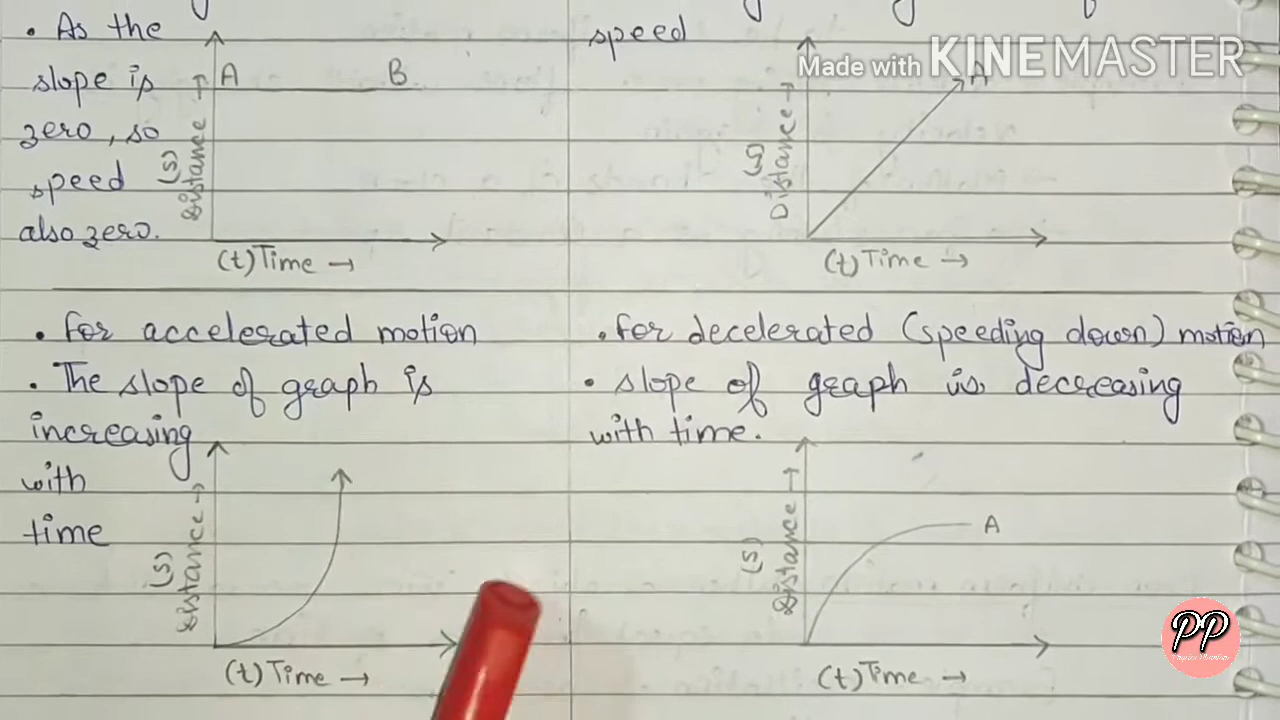 • As the
slope is
zero, so
speed
also zero.
(s)
Distance →
A B
(t) Time →
speed
Made with KINEMASTER
(s)
Distance →
A
(t) Time →
• For accelerated motion
• The slope of graph is
increasing
with
time
(s)
Distance →
(t) Time →
• For decelerated (speeding down) motion
• slope of graph is decreasing
with time.
(s)
Distance →
A
(t) Time →
PP